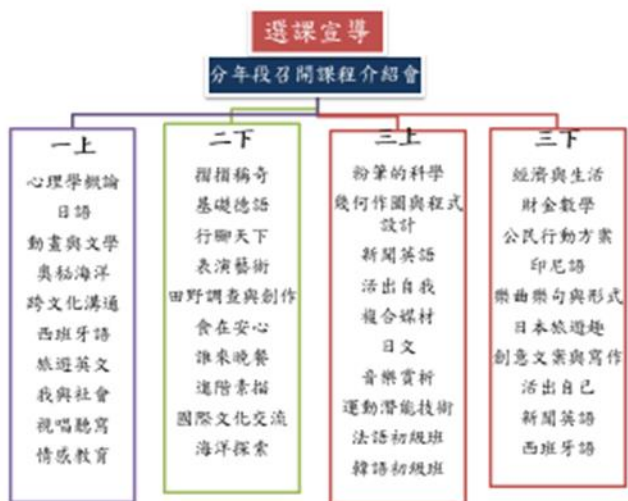 選課宣導
分年段召開課程介紹會
一上
心理學概論
日語
動畫與文學
奧秘海洋
跨文化溝通
西班牙語
旅遊英文
我與社會
視唱聽寫
情感教育
二下
摺摺稱奇
基礎德語
行聊天下
表演藝術
田野調查與創作
食在安心
誰來晚餐
進階素描
國際文化交流
海洋探索
三上
粉筆的科學
幾何作圖與程式
設計
新聞英語
活出自我
複合媒材
日文
音樂賞析
運動潛能技術
法語初級班
韓語初級班
三下
經濟與生活
財金數學
公民行動方案
印尼語
樂曲樂句與形式
日本旅遊趣
創意文案與寫作
活出自己
新聞英語
西班牙語